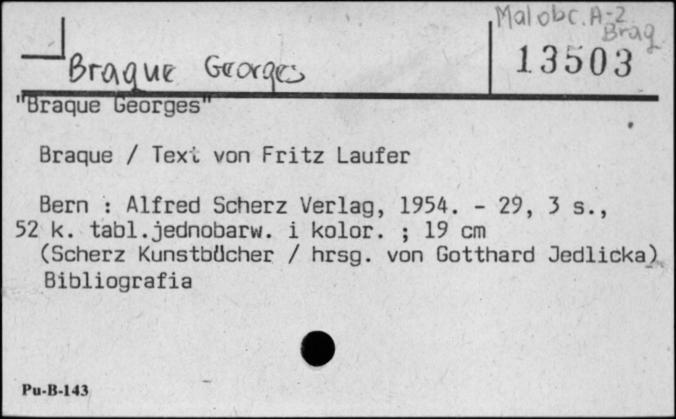 Mal obc. A-2
Braq
13503
Braque Georges
"Braque Georges"
Braque / Text von Fritz Laufer
Bern : Alfred Scherz Verlag, 1954. - 29, 3 s.,
52 k. tabl.jednobarw. i kolor. ; 19 cm
(Scherz Kunstbücher / hrsg. von Gotthard Jedlicka)
Bibliografia
Pu-B-143